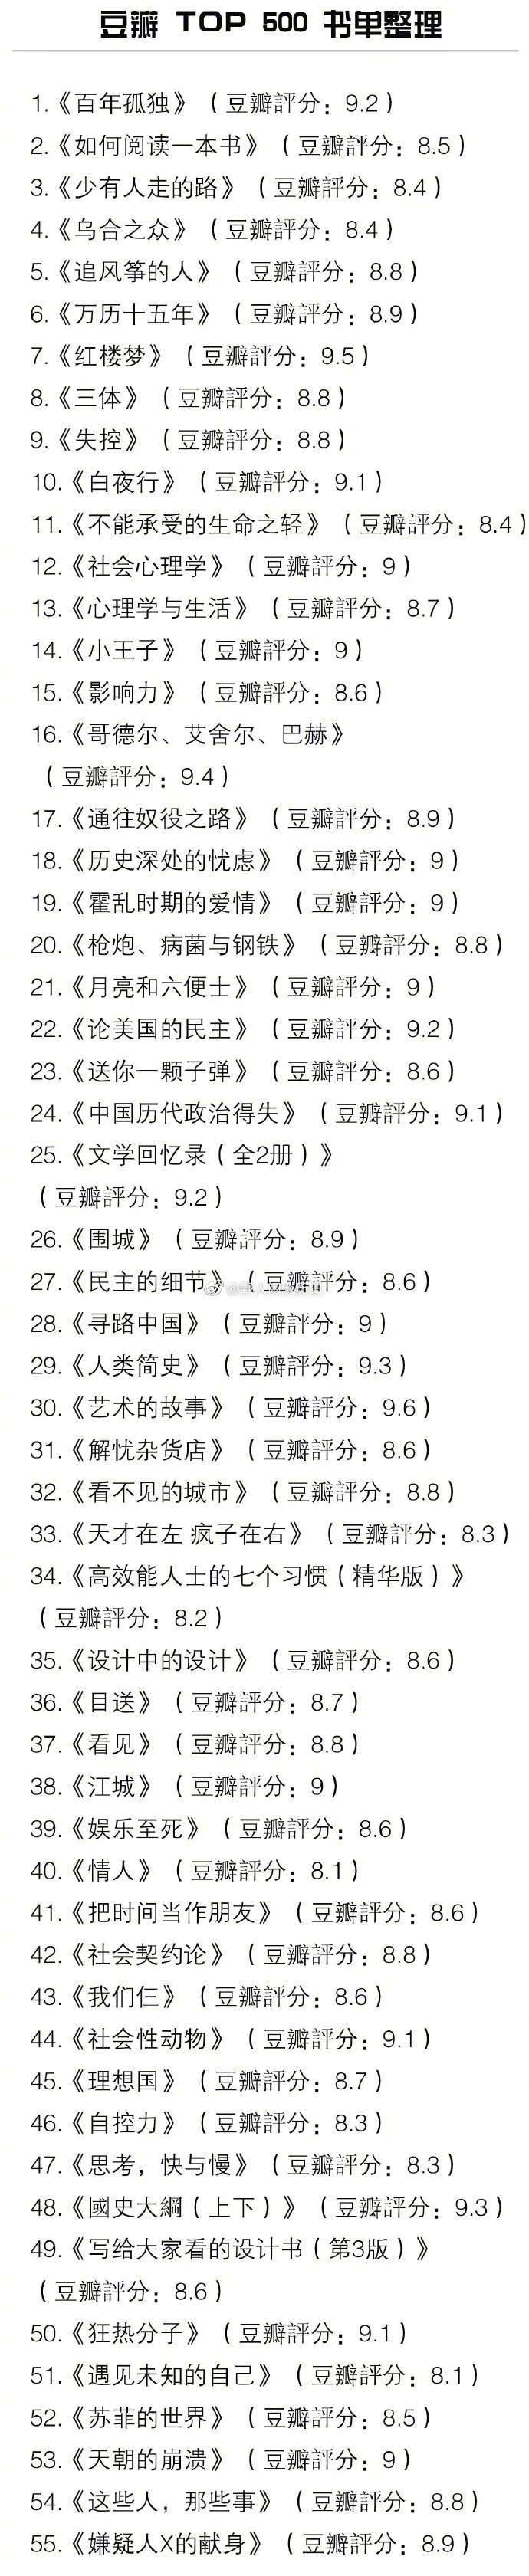 豆瓣 TOP 500 书单整理
1.《百年孤独》（豆瓣評分：9.2）
2.《如何阅读一本书》（豆瓣評分：8.5）
3.《少有人走的路》（豆瓣評分：8.4）
4.《乌合之众》（豆瓣評分：8.4）
5.《追风筝的人》（豆瓣評分：8.8）
6.《万历十五年》（豆瓣評分：8.9）
7.《红楼梦》（豆瓣評分：9.5）
8.《三体》（豆瓣評分：8.8）
9.《失控》（豆瓣評分：8.8）
10.《白夜行》（豆瓣評分：9.1）
11.《不能承受的生命之轻》（豆瓣評分：8.4）
12.《社会心理学》（豆瓣評分：9）
13.《心理学与生活》（豆瓣評分：8.7）
14.《小王子》（豆瓣評分：9）
15.《影响力》（豆瓣評分：8.6）
16.《哥德尔、艾舍尔、巴赫》
（豆瓣評分：9.4）
17.《通往奴役之路》（豆瓣評分：8.9）
18.《历史深处的忧虑》（豆瓣評分：9）
19.《霍乱时期的爱情》（豆瓣評分：9）
20.《枪炮、病菌与钢铁》（豆瓣評分：8.8）
21.《月亮和六便士》（豆瓣評分：9）
22.《论美国的民主》（豆瓣評分：9.2）
23.《送你一颗子弹》（豆瓣評分：8.6）
24.《中国历代政治得失》（豆瓣評分：9.1）
25.《文学回忆录（全2册）》
（豆瓣評分：9.2）
26.《围城》（豆瓣評分：8.9）
27.《民主的细节》（豆瓣評分：8.6）
28.《寻路中国》（豆瓣評分：9）
29.《人类简史》（豆瓣評分：9.3）
30.《艺术的故事》（豆瓣評分：9.6）
31.《解忧杂货店》（豆瓣評分：8.6）
32.《看不见的城市》（豆瓣評分：8.8）
33.《天才在左 疯子在右》（豆瓣評分：8.3）
34.《高效能人士的七个习惯（精华版）》
（豆瓣評分：8.2）
35.《设计中的设计》（豆瓣評分：8.6）
36.《目送》（豆瓣評分：8.7）
37.《看见》（豆瓣評分：8.8）
38.《江城》（豆瓣評分：9）
39.《娱乐至死》（豆瓣評分：8.6）
40.《情人》（豆瓣評分：8.1）
41.《把时间当作朋友》（豆瓣評分：8.6）
42.《社会契约论》（豆瓣評分：8.8）
43.《我们仨》（豆瓣評分：8.6）
44.《社会性动物》（豆瓣評分：9.1）
45.《理想国》（豆瓣評分：8.7）
46.《自控力》（豆瓣評分：8.3）
47.《思考，快与慢》（豆瓣評分：8.3）
48.《國史大綱（上下）》（豆瓣評分：9.3）
49.《写给大家看的设计书（第3版）》
（豆瓣評分：8.6）
50.《狂热分子》（豆瓣評分：9.1）
51.《遇见未知的自己》（豆瓣評分：8.1）
52.《苏菲的世界》（豆瓣評分：8.5）
53.《天朝的崩溃》（豆瓣評分：9）
54.《这些人，那些事》（豆瓣評分：8.8）
55.《嫌疑人X的献身》（豆瓣評分：8.9）